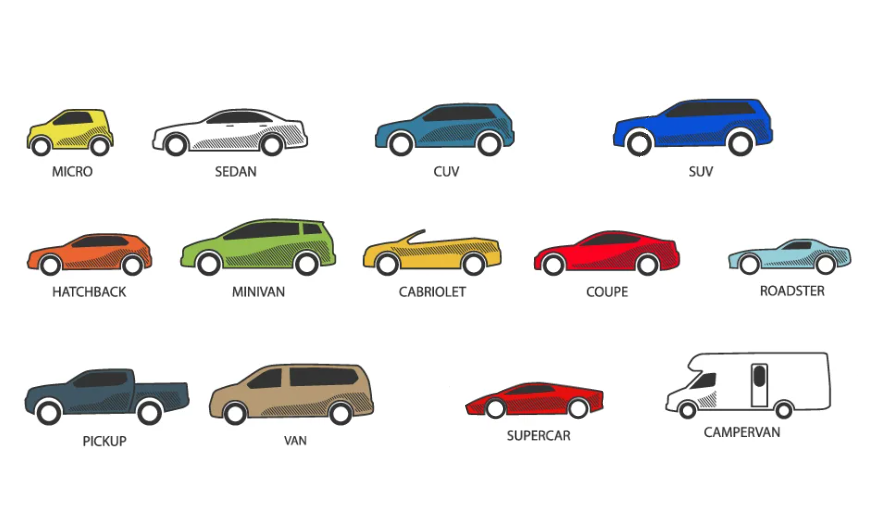 MICRO
SEDAN
CUV
SUV
HATCHBACK
MINIVAN
CABRIOLET
COUPE
ROADSTER
PICKUP
VAN
SUPERCAR
CAMPERVAN